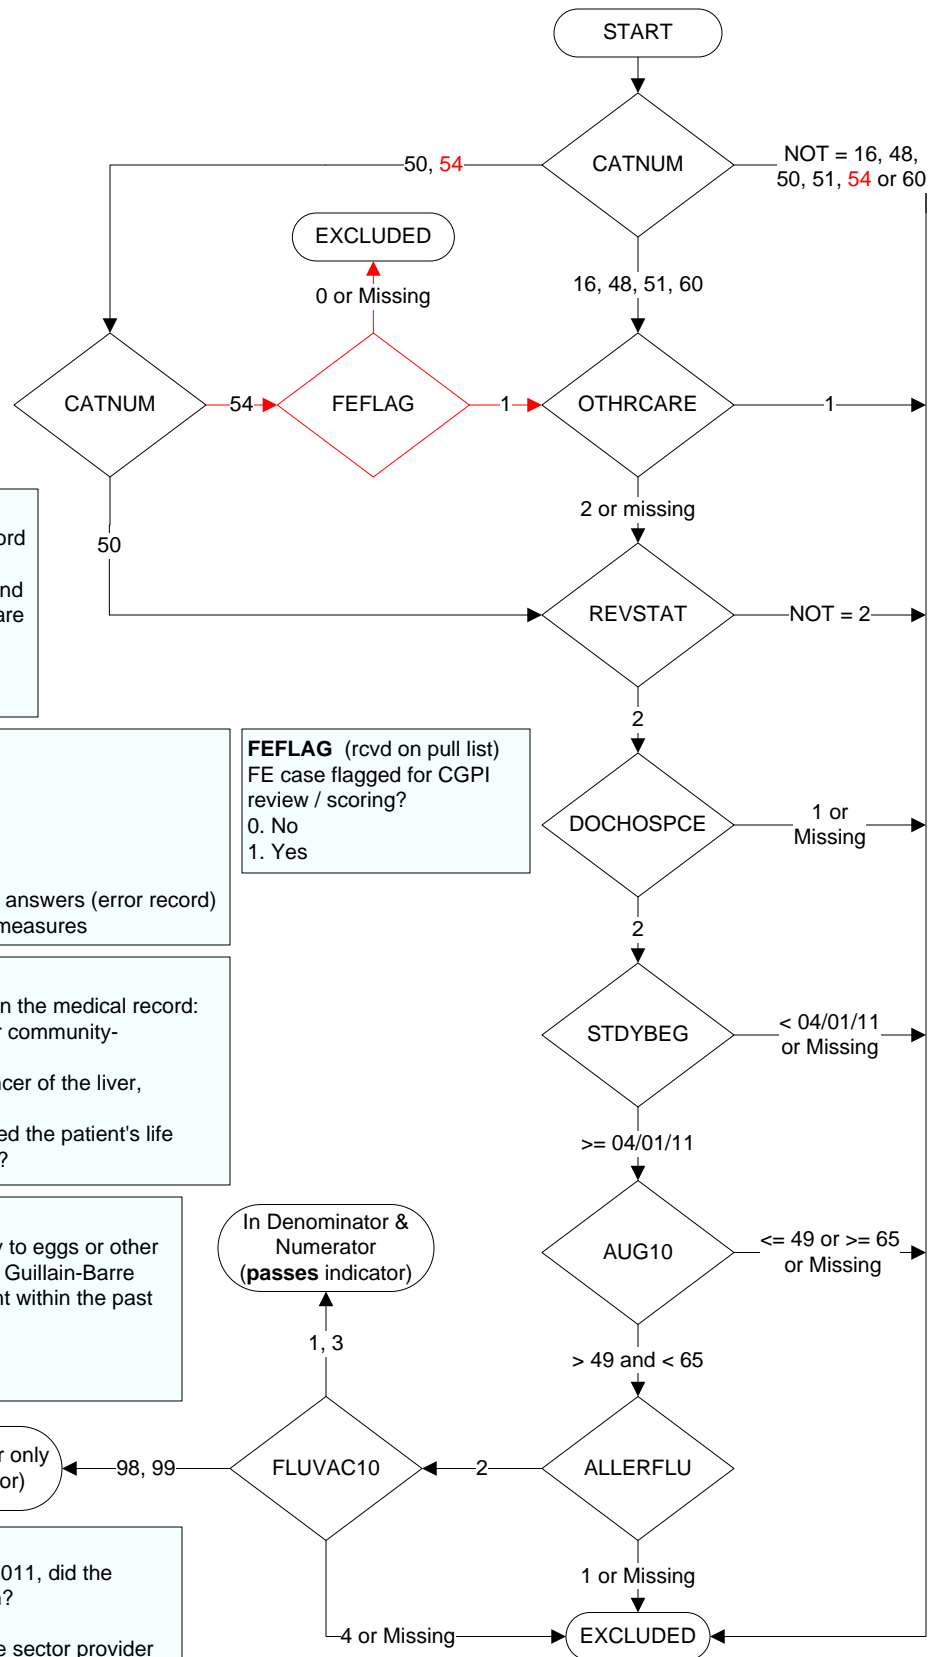 START
CATNUM
50, 54
NOT = 16, 48,
50, 51, 54 or 60
EXCLUDED
0 or Missing
16, 48, 51, 60
CATNUM
54
FEFLAG
1
OTHRCARE
1
2 or missing
50
ord
nd
are
REVSTAT
NOT = 2
2
FEFLAG (rcvd on pull list)
FE case flagged for CGPI
review / scoring?
0. No
1. Yes
DOCHOSPCE
1 or
Missing
answers (error record)
measures
2
n the medical record:
r community-
ncer of the liver,
ed the patient's life
?
STDYBEG
< 04/01/11
or Missing
>= 04/01/11
y to eggs or other
Guillain-Barre
nt within the past
In Denominator &
Numerator
(passes indicator)
AUG10
<= 49 or >= 65
or Missing
1, 3
> 49 and < 65
r only
or)
98, 99
FLUVAC10
2
ALLERFLU
011, did the
n?
e sector provider
1 or Missing
4 or Missing
EXCLUDED